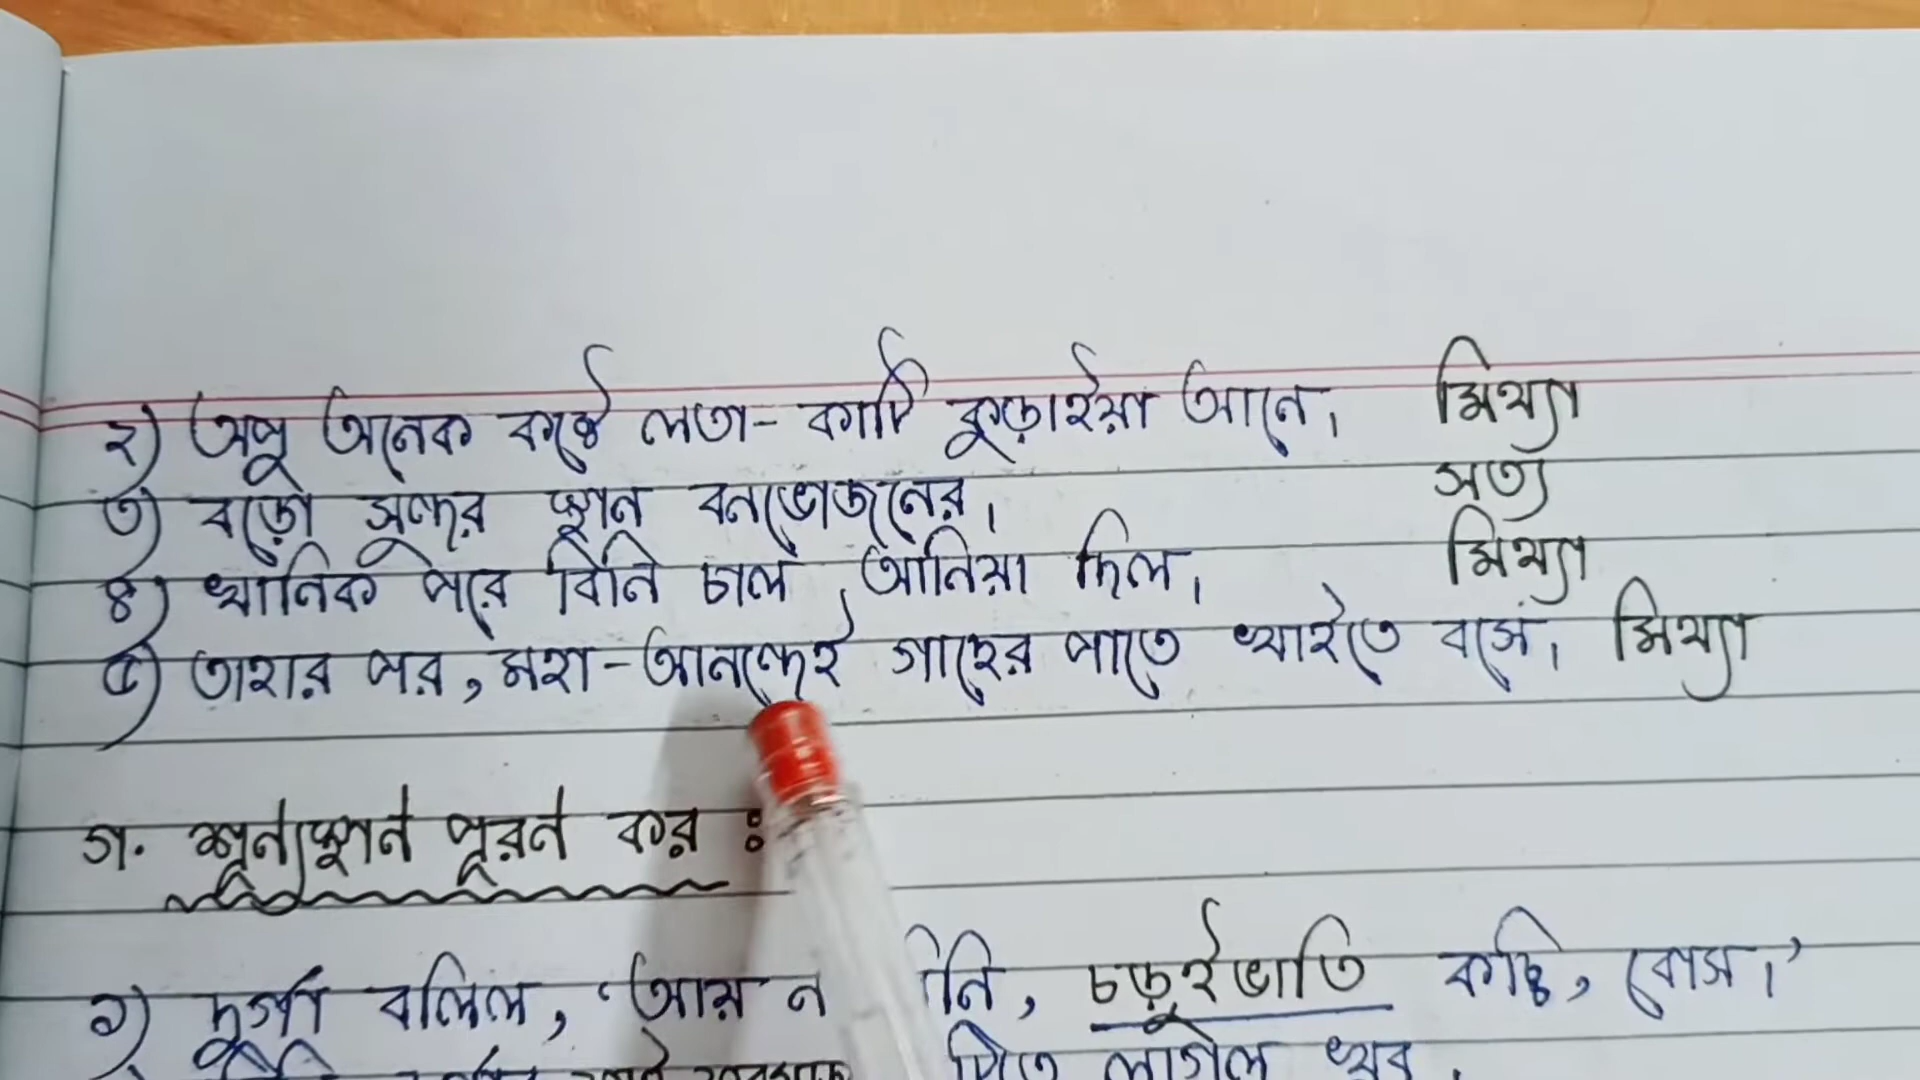 ২) অপু অনেক কষ্টে লতা-কাটি কুড়াইয়া আনে। মিথ্যা
৩) বড়ো সুন্দর স্থান বনভোজনের। সত্য
৪) খানিক পরে বিনি চাল আনিয়া দিল। মিথ্যা
৫) তাহার পর, মহা-আনন্দেই গাছের পাতে খাইতে বসে। মিথ্যা
গ. শূন্যস্থান পূরন কর :
১) দুর্গা বলিল, 'আয় না নি, চড়ুইভাতি কচ্ছি, বোস।'
লাগিল খুব